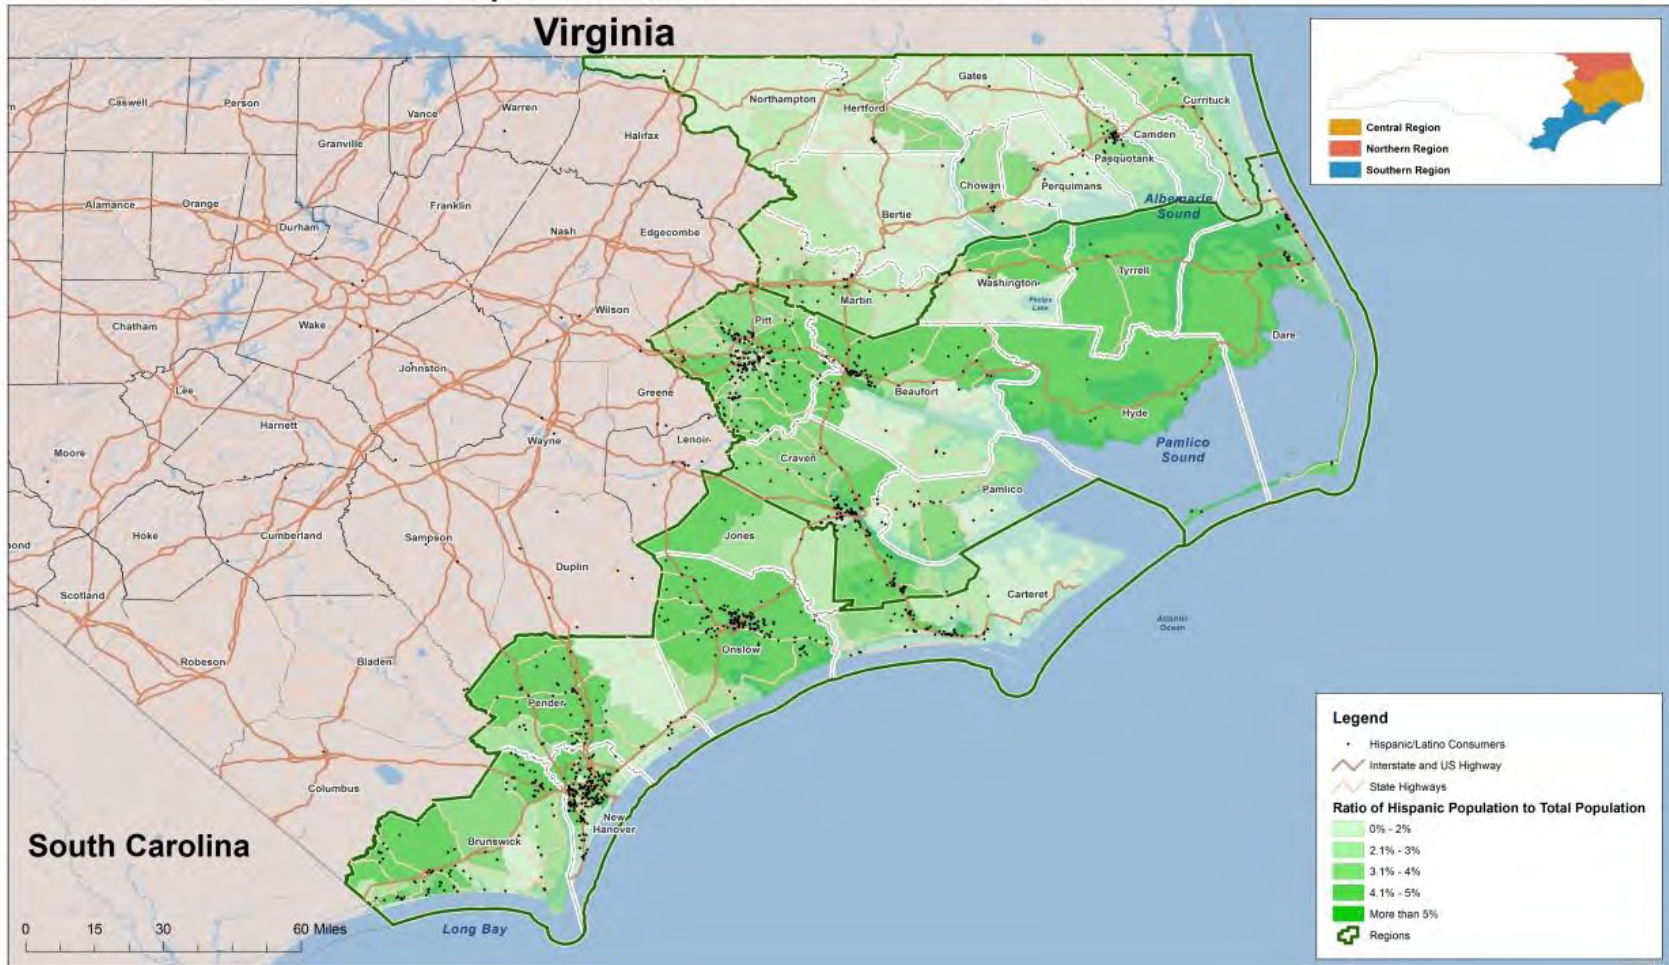 Virginia
Gates
Northampton
Hertford
Currituck
Caswell
Person
Vance
Warren
Halifax
Granville
Camden
Pasquotank
Chowan
Perquimans
Albemarle
Sound
Alamance
Orange
Franklin
Durham
Nash
Edgecombe
Bertie
Tyrrell
Washington
Phelps
Lake
Martin
Wilson
Pitt
Chatham
Wake
Dare
Johnston
Lee
Greene
Beaufort
Hyde
Harnett
Wayne
Lenoir
Moore
Craven
Pamlico
Sound
Pamlico
Hoke
Cumberland
Sampson
Jones
ond
Duplin
Scotland
Carteret
Atlantic
Ocean
Robeson
Bladen
Onslow
Pender
Columbus
New
Hanover
Brunswick
South Carolina
Long Bay
0 15 30 60 Miles
Central Region
Northern Region
Southern Region
Legend
Hispanic/Latino Consumers
Interstate and US Highway
State Highways
Ratio of Hispanic Population to Total Population
0% - 2%
2.1% - 3%
3.1% - 4%
4.1% - 5%
More than 5%
Regions